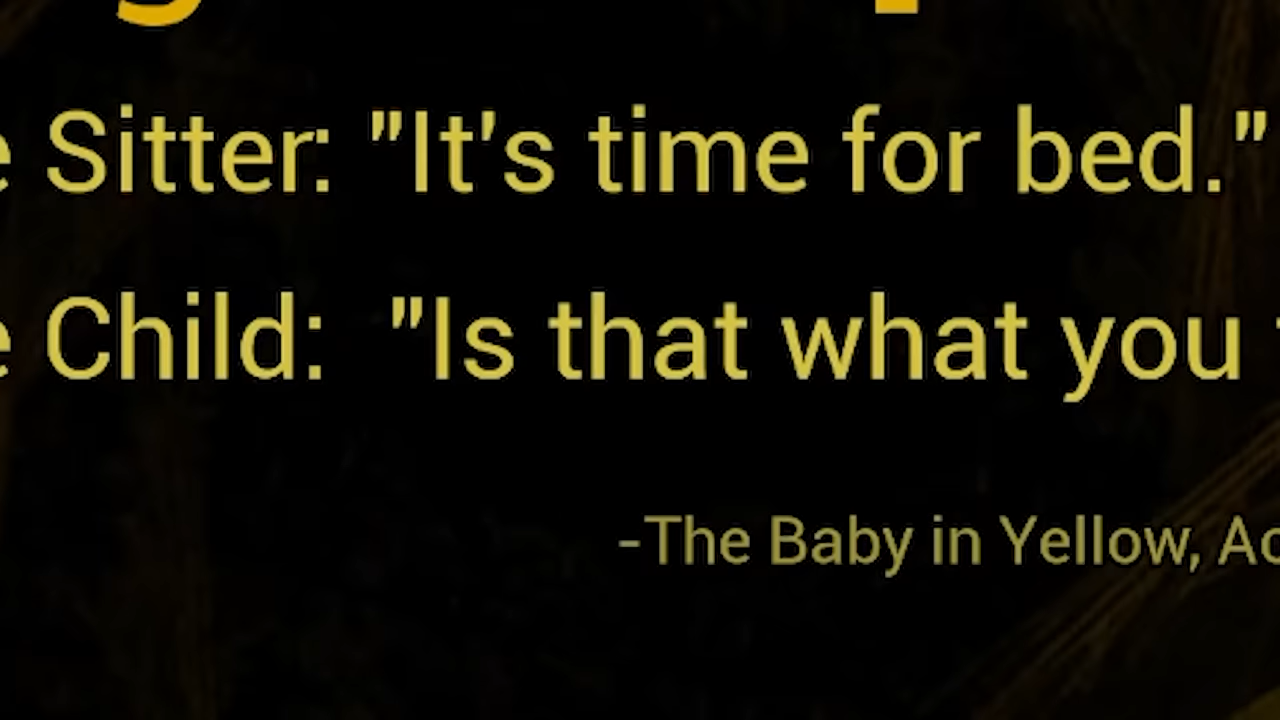 Sitter: "It's time for bed."
Child: "Is that what you
-The Baby in Yellow,